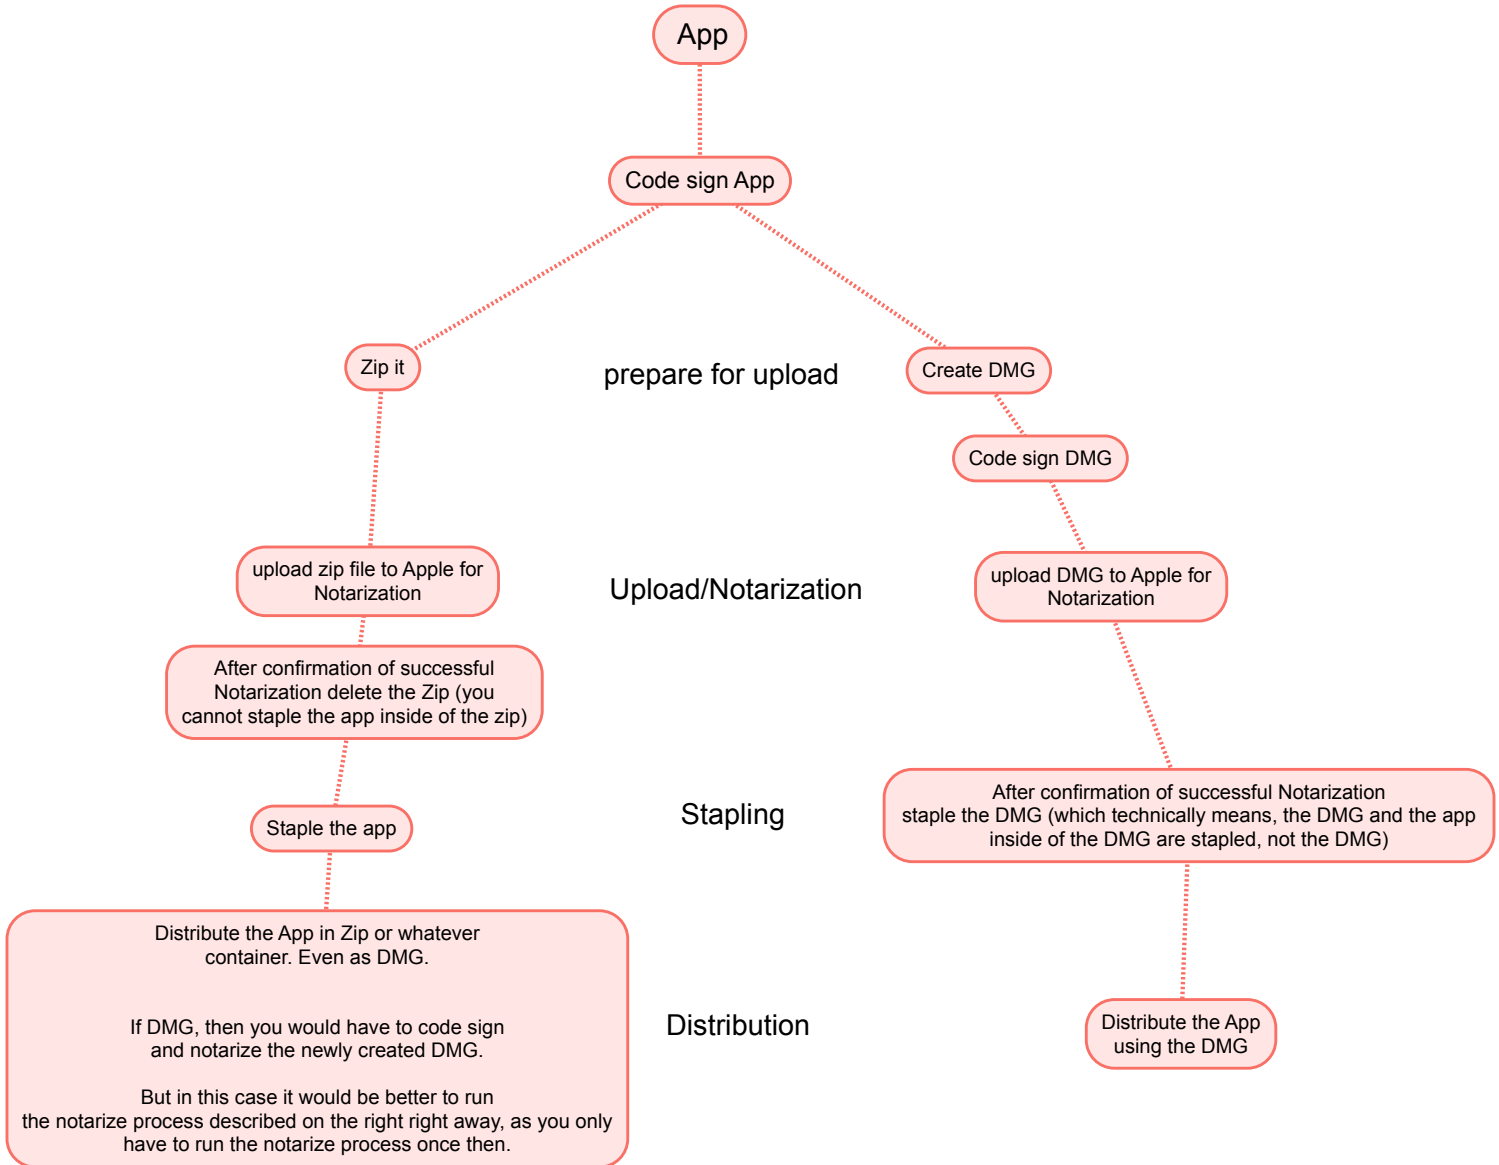 App
Code sign App
Zip it
prepare for upload
Create DMG
Code sign DMG
upload zip file to Apple for
Notarization
Upload/Notarization
upload DMG to Apple for
Notarization
After confirmation of successful
Notarization delete the Zip (you
cannot staple the app inside of the zip)
Staple the app
Stapling
After confirmation of successful Notarization
staple the DMG (which technically means, the DMG and the app
inside of the DMG are stapled, not the DMG)
Distribute the App in Zip or whatever
container. Even as DMG.
If DMG, then you would have to code sign
and notarize the newly created DMG.
But in this case it would be better to run
the notarize process described on the right right away, as you only
have to run the notarize process once then.
Distribution
Distribute the App
using the DMG